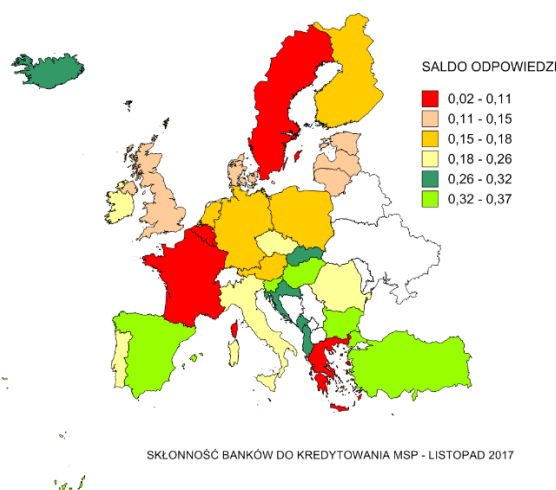 SALDO ODPOWIEDZI
0,02 - 0,11
0,11 - 0,15
0,15 - 0,18
0,18 - 0,26
0,26 - 0,32
0,32 - 0,37
SKŁONNOŚĆ BANKÓW DO KREDYTOWANIA MSP - LISTOPAD 2017